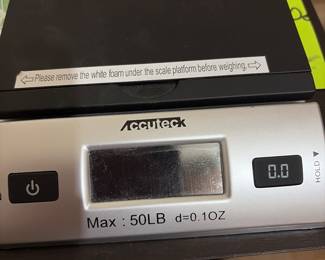 ⇦Please remove the white foam under the scale platform before weighing.⇨
Accuteck
0.0
HOLD ▼
Max : 50LB d=0.1OZ